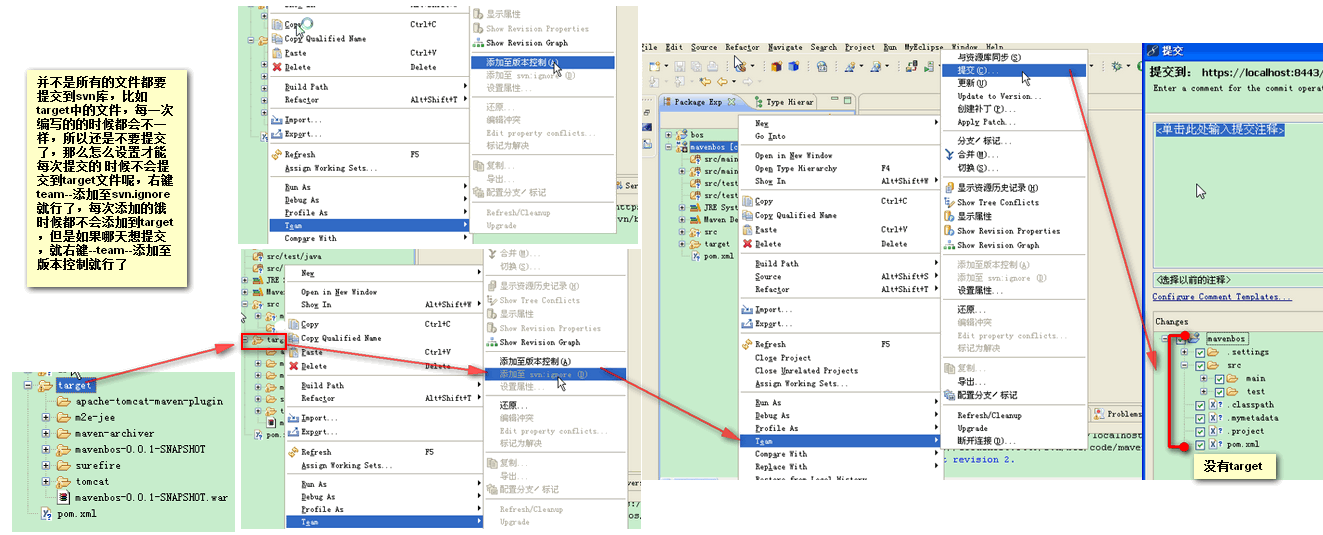 并不是所有的文件都要
提交到svn库，比如
target中的文件，每一次
编写的的时候都会不一
样，所以还是不要提交
了，那么怎么设置才能
每次提交的 时候不会提
交到target文件呢，右键
team--添加至svn.ignore
就行了，每次添加的饿
时候都不会添加到target
，但是如果哪天想提交
，就右键--team--添加至
版本控制就行了
Copy Ctrl+C
Copy Qualified Name
Paste Ctrl+V
Delete Delete
Build Path
Refactor Alt+Shift+T
Import...
Export...
Refresh F5
Assign Working Sets...
Run As
Debug As
Profile As
Team
Compare With
显示属性
Show Revision Properties
Show Revision Graph
添加至版本控制(A)
添加至 svn:ignore (D)
设置属性...
还原...
编辑冲突
Edit property conflicts...
标记为解决
复制...
导出...
配置分支／标记
Refresh/Cleanup
Upgrade
target
apache-tomcat-maven-plugin
m2e-jee
maven-archiver
mavenbos-0.0.1-SNAPSHOT
surefire
tomcat
mavenbos-0.0.1-SNAPSHOT.war
pom.xml
src/test/java
src/
JRE
Maven
src
targ
pom.
New
Open in New Window
Show In Alt+Shift+W
Copy Ctrl+C
Copy Qualified Name
Paste Ctrl+V
Delete Delete
Build Path
Refactor Alt+Shift+T
Import...
Export...
Refresh F5
Assign Working Sets...
Run As
Debug As
Profile As
Team
合并(M)...
切换(S)...
显示资源历史记录(H)
Show Tree Conflicts
显示属性
Show Revision Properties
Show Revision Graph
添加至版本控制(A)
添加至 svn:ignore (D)
设置属性...
还原...
编辑冲突
Edit property conflicts...
标记为解决
复制...
导出...
配置分支／标记
Refresh/Cleanup
Upgrade
File Edit Source Refactor Navigate Search Project Run MyEclipse Window Help
Package Exp Type Hierar
bos
mavenbos [c
src/main
src/main
src/test
src/test
JRE Syst
Maven De
src
target
pom.xml
New
Go Into
Open in New Window
Open Type Hierarchy F4
Show In Alt+Shift+W
Copy Ctrl+C
Copy Qualified Name
Paste Ctrl+V
Delete Delete
Build Path
Source Alt+Shift+S
Refactor Alt+Shift+T
Import...
Export...
Refresh F5
Close Project
Close Unrelated Projects
Assign Working Sets...
Run As
Debug As
Profile As
Team
Compare With
Replace With
Restore from Local History
与资源库同步(S)
提交(C)...
更新(U)
Update to Version...
创建补丁(P)...
Apply Patch...
分支／标记...
合并(M)...
切换(S)...
显示资源历史记录(H)
Show Tree Conflicts
显示属性
Show Revision Properties
Show Revision Graph
添加至版本控制(A)
添加至 svn:ignore (D)
设置属性...
还原...
编辑冲突
Edit property conflicts...
标记为解决
复制...
导出...
配置分支／标记
Refresh/Cleanup
Upgrade
断开连接(D)...
Problems
t revision 2.
提交
提交到: https://localhost:8443/
Enter a comment for the commit operat
<单击此处输入提交注释>
<选择以前的注释>
Configure Comment Templates...
Changes
mavenbos
.settings
src
main
test
.classpath
.mymetadata
.project
pom.xml
没有target